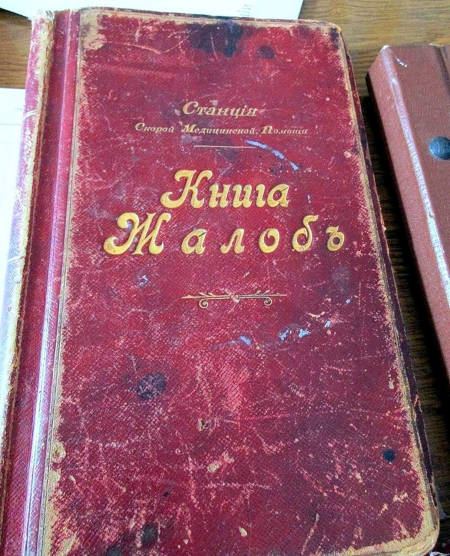 Станція
Скорой Медицинской Помощи
Книга
Жалобъ